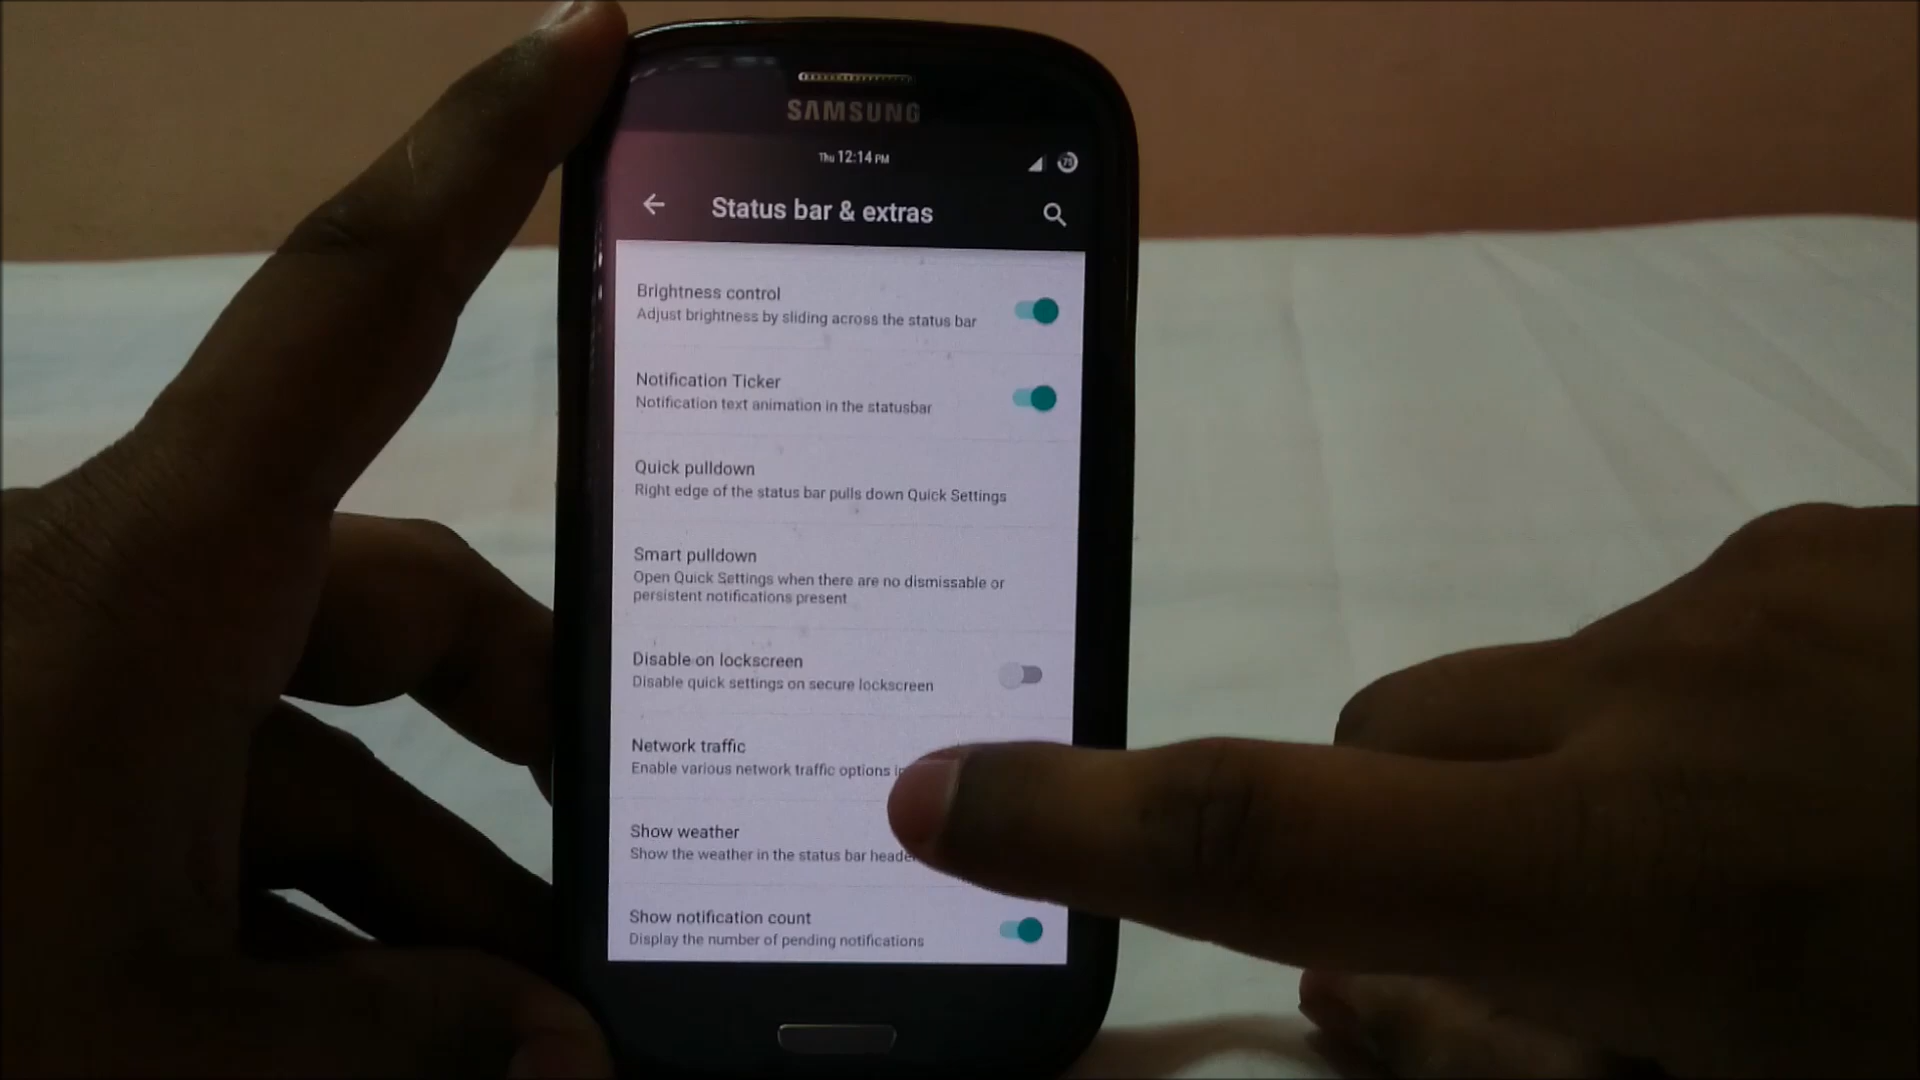 SAMSUNG
Thu 12:14 PM
75
Status bar & extras
Brightness control
Adjust brightness by sliding across the status bar
Notification Ticker
Notification text animation in the statusbar
Quick pulldown
Right edge of the status bar pulls down Quick Settings
Smart pulldown
Open Quick Settings when there are no dismissable or
persistent notifications present
Disable on lockscreen
Disable quick settings on secure lockscreen
Network traffic
Enable various network traffic options
Show weather
Show the weather in the status bar
Show notification count
Display the number of pending notifications